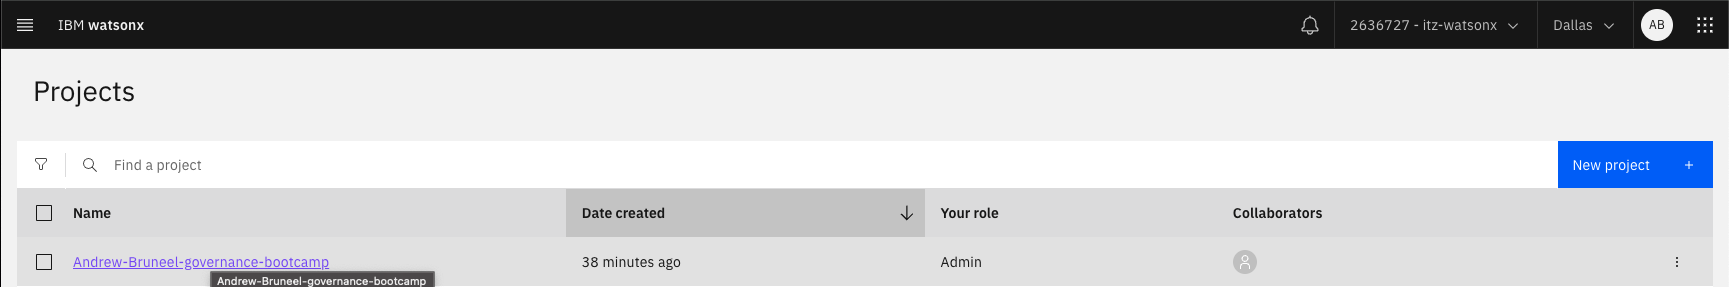 IBM watsonx 2636727 - itz-watsonx Dallas AB
Projects
Find a project New project +
Name Date created Your role Collaborators
Andrew-Bruneel-governance-bootcamp 38 minutes ago Admin
Andrew-Bruneel-governance-bootcamp